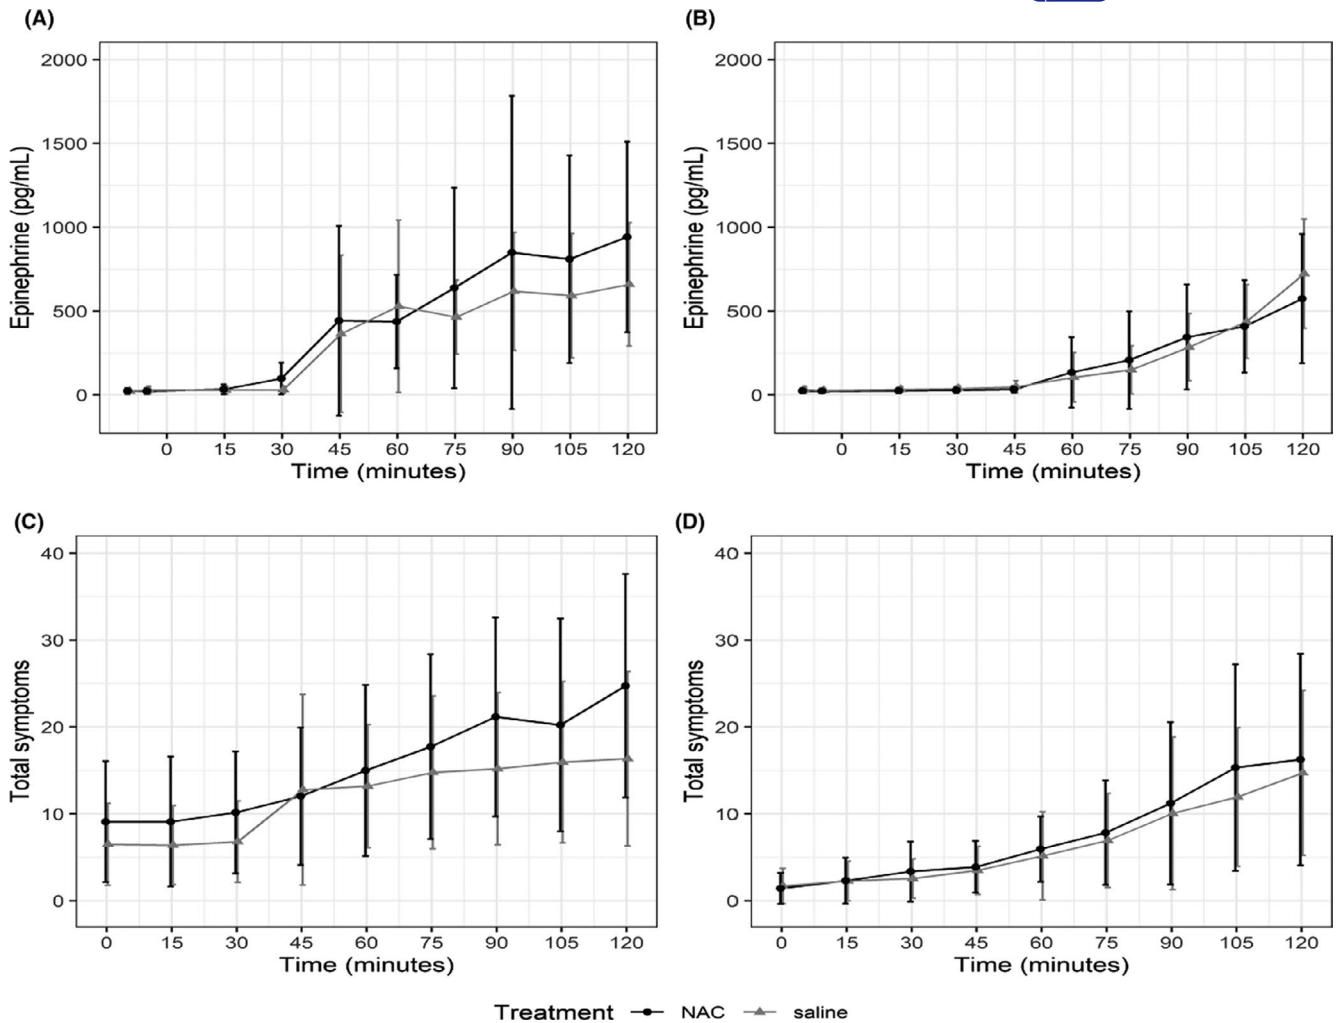 (A)
(B)
2000
1500
1000
500
0
Epinephrine (pg/mL)
0 15 30 45 60 75 90 105 120
Time (minutes)
2000
1500
1000
500
0
Epinephrine (pg/mL)
0 15 30 45 60 75 90 105 120
Time (minutes)
(C)
(D)
40
30
20
10
0
Total symptoms
0 15 30 45 60 75 90 105 120
Time (minutes)
40
30
20
10
0
Total symptoms
0 15 30 45 60 75 90 105 120
Time (minutes)
Treatment NAC saline